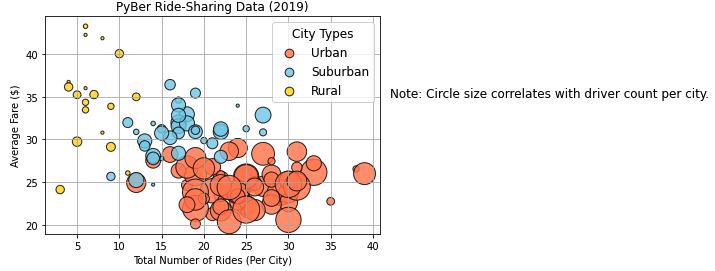 PyBer Ride-Sharing Data (2019)
City Types
Urban
Suburban
Rural
Note: Circle size correlates with driver count per city.
Average Fare ($)
40
35
30
25
20
5 10 15 20 25 30 35 40
Total Number of Rides (Per City)